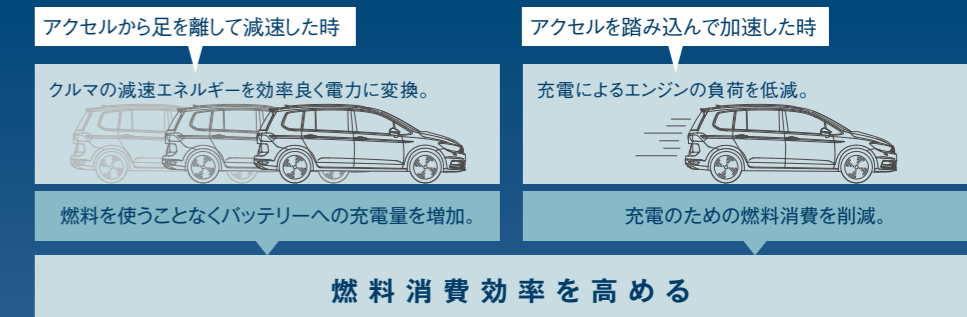 アクセルから足を離して減速した時
クルマの減速エネルギーを効率良く電力に変換。
燃料を使うことなくバッテリーへの充電量を増加。
アクセルを踏み込んで加速した時
充電によるエンジンの負荷を低減。
充電のための燃料消費を削減。
燃料消費効率を高める